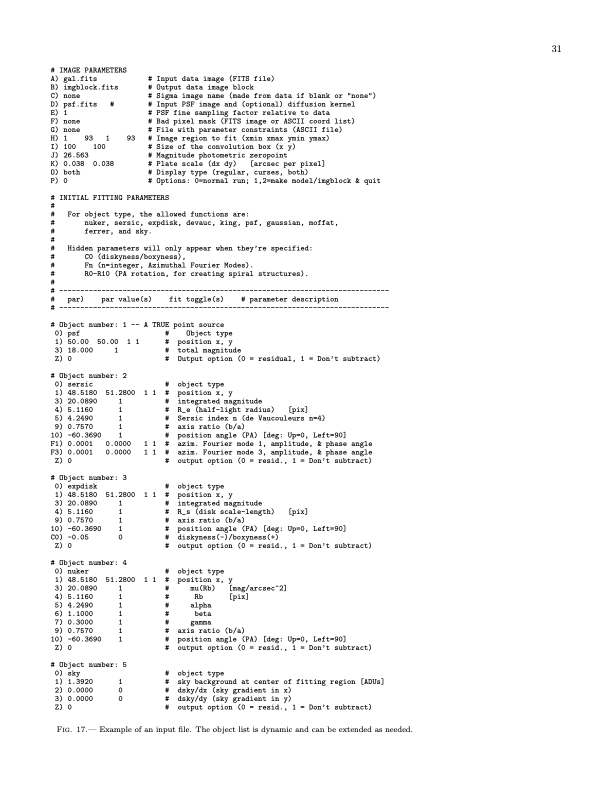 31
# IMAGE PARAMETERS
A) gal.fits # Input data image (FITS file)
B) imgblock.fits # Output data image block
C) none # Sigma image name (made from data if blank or "none")
D) psf.fits # # Input PSF image and (optional) diffusion kernel
E) 1 # PSF fine sampling factor relative to data
F) none # Bad pixel mask (FITS image or ASCII coord list)
G) none # File with parameter constraints (ASCII file)
H) 1 93 1 93 # Image region to fit (xmin xmax ymin ymax)
I) 100 100 # Size of the convolution box (x y)
J) 26.563 # Magnitude photometric zeropoint
K) 0.038 0.038 # Plate scale (dx dy) [arcsec per pixel]
O) both # Display type (regular, curses, both)
P) 0 # Options: 0=normal run; 1,2=make model/imgblock & quit
# INITIAL FITTING PARAMETERS
#
# For object type, the allowed functions are:
# nuker, sersic, expdisk, devauc, king, psf, gaussian, moffat,
# ferrer, and sky.
#
# Hidden parameters will only appear when they're specified:
# C0 (diskyness/boxyness),
# Fn (n=integer, Azimuthal Fourier Modes).
# R0-R10 (PA rotation, for creating spiral structures).
#
# ------------------------------------------------------------------------------
# par) par value(s) fit toggle(s) # parameter description
# ------------------------------------------------------------------------------
# Object number: 1 -- A TRUE point source
0) psf # Object type
1) 50.00 50.00 1 1 # position x, y
3) 18.000 1 # total magnitude
Z) 0 # Output option (0 = residual, 1 = Don't subtract)
# Object number: 2
0) sersic # object type
1) 48.5180 51.2800 1 1 # position x, y
3) 20.0890 1 # integrated magnitude
4) 5.1160 1 # R_e (half-light radius) [pix]
5) 4.2490 1 # Sersic index n (de Vaucouleurs n=4)
9) 0.7570 1 # axis ratio (b/a)
10) -60.3690 1 # position angle (PA) [deg: Up=0, Left=90]
F1) 0.0001 0.0000 1 1 # azim. Fourier mode 1, amplitude, & phase angle
F3) 0.0001 0.0000 1 1 # azim. Fourier mode 3, amplitude, & phase angle
Z) 0 # output option (0 = resid., 1 = Don't subtract)
# Object number: 3
0) expdisk # object type
1) 48.5180 51.2800 1 1 # position x, y
3) 20.0890 1 # integrated magnitude
4) 5.1160 1 # R_s (disk scale-length) [pix]
9) 0.7570 1 # axis ratio (b/a)
10) -60.3690 1 # position angle (PA) [deg: Up=0, Left=90]
C0) -0.05 0 # diskyness(-)/boxyness(+)
Z) 0 # output option (0 = resid., 1 = Don't subtract)
# Object number: 4
0) nuker # object type
1) 48.5180 51.2800 1 1 # position x, y
3) 20.0890 1 # mu(Rb) [mag/arcsec^2]
4) 5.1160 1 # Rb [pix]
5) 4.2490 1 # alpha
6) 1.1000 1 # beta
7) 0.3000 1 # gamma
9) 0.7570 1 # axis ratio (b/a)
10) -60.3690 1 # position angle (PA) [deg: Up=0, Left=90]
Z) 0 # output option (0 = resid., 1 = Don't subtract)
# Object number: 5
0) sky # object type
1) 1.3920 1 # sky background at center of fitting region [ADUs]
2) 0.0000 0 # dsky/dx (sky gradient in x)
3) 0.0000 0 # dsky/dy (sky gradient in y)
Z) 0 # output option (0 = resid., 1 = Don't subtract)
FIG. 17.— Example of an input file. The object list is dynamic and can be extended as needed.